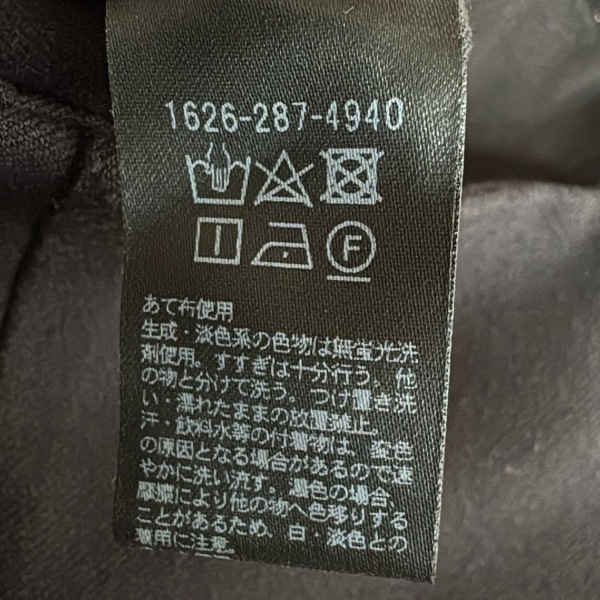 1626-287-4940
F
あて布使用
生成・淡色系の色物は無蛍光洗
剤使用。すすぎは十分行う。他
の物と分けて洗う。つけ置き洗
い・濡れたままの放置禁止。
汗・飲料水等の付着物は、変色
の原因となる場合があるので速
やかに洗い流す。濃色の場合
摩擦により他の物へ色移りする
ことがあるため、白・淡色との
着用に注意。